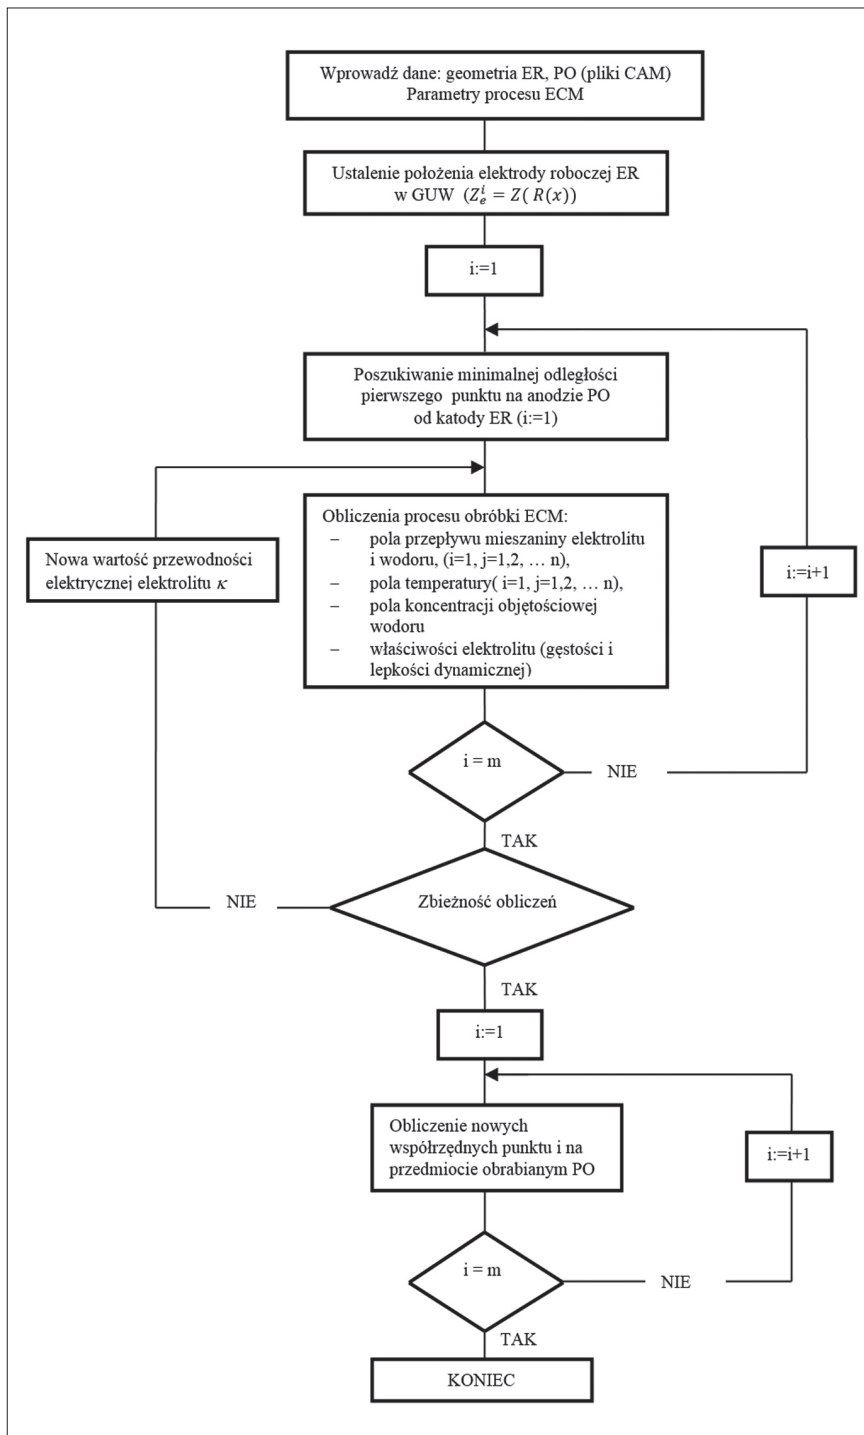 Wprowadź dane: geometria ER, PO (pliki CAM)
Parametry procesu ECM
Ustalenie położenia elektrody roboczej ER
w GUW ($Z_e^i = Z( R(x))$
i:=1
Poszukiwanie minimalnej odległości
pierwszego punktu na anodzie PO
od katody ER (i:=1)
Obliczenia procesu obróbki ECM:
– pola przepływu mieszaniny elektrolitu
i wodoru, (i=1, j=1,2, … n),
– pola temperatury( i=1, j=1,2, … n),
– pola koncentracji objętościowej
wodoru
– właściwości elektrolitu (gęstości i
lepkości dynamicznej)
Nowa wartość przewodności
elektrycznej elektrolitu κ
i:=i+1
i = m
NIE
TAK
Zbieżność obliczeń
NIE
TAK
i:=1
Obliczenie nowych
współrzędnych punktu i na
przedmiocie obrabianym PO
i:=i+1
i = m
NIE
TAK
KONIEC